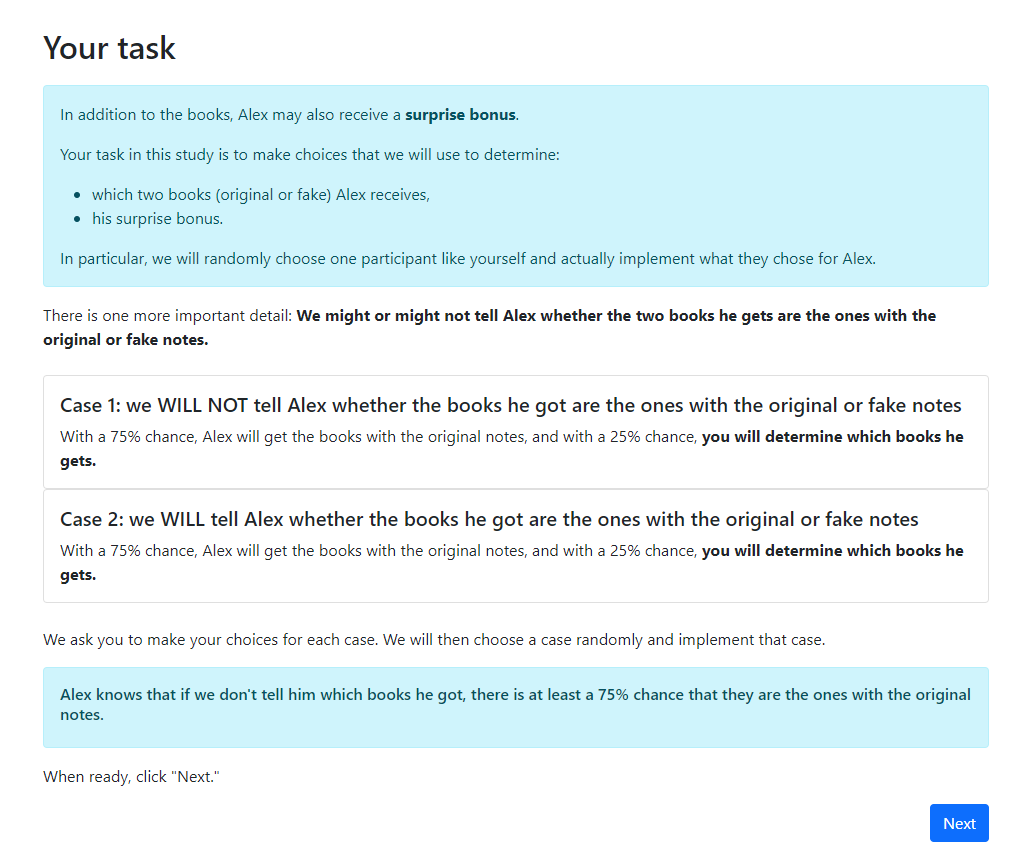 Your task
In addition to the books, Alex may also receive a surprise bonus.
Your task in this study is to make choices that we will use to determine:
• which two books (original or fake) Alex receives,
• his surprise bonus.
In particular, we will randomly choose one participant like yourself and actually implement what they chose for Alex.
There is one more important detail: We might or might not tell Alex whether the two books he gets are the ones with the
original or fake notes.
Case 1: we WILL NOT tell Alex whether the books he got are the ones with the original or fake notes
With a 75% chance, Alex will get the books with the original notes, and with a 25% chance, you will determine which books he
gets.
Case 2: we WILL tell Alex whether the books he got are the ones with the original or fake notes
With a 75% chance, Alex will get the books with the original notes, and with a 25% chance, you will determine which books he
gets.
We ask you to make your choices for each case. We will then choose a case randomly and implement that case.
Alex knows that if we don't tell him which books he got, there is at least a 75% chance that they are the ones with the original
notes.
When ready, click "Next."
Next